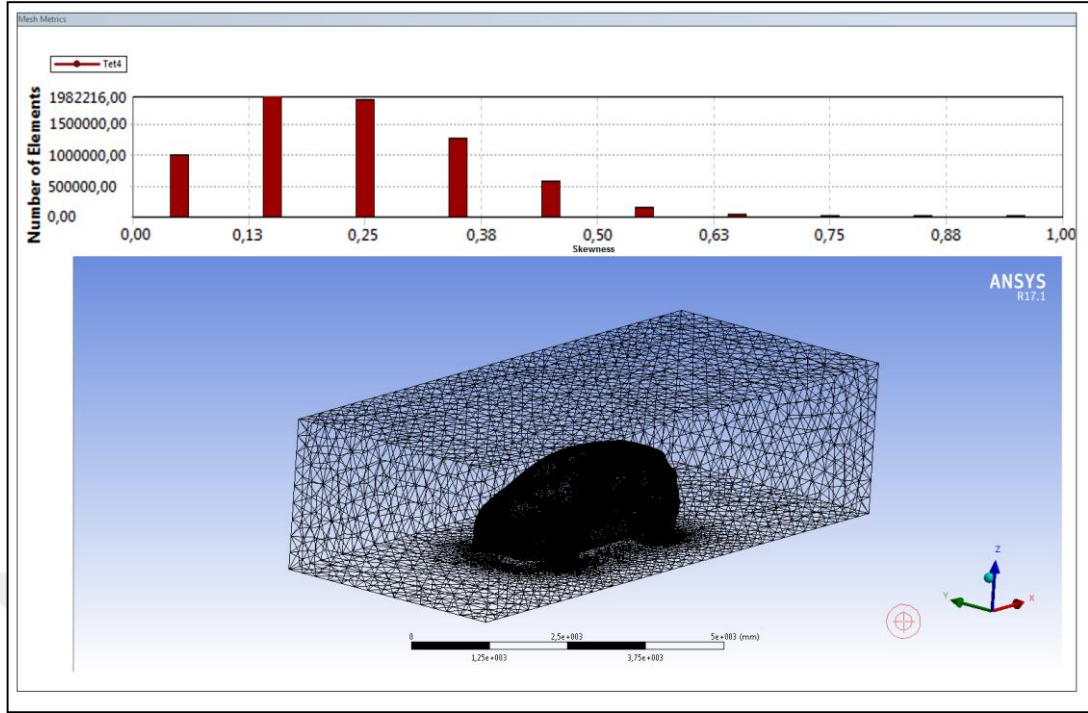 Mesh Metrics
Tet4
Number of Elements
1982216,00
1500000,00
1000000,00
500000,00
0,00
0,00 0,13 0,25 0,38 0,50 0,63 0,75 0,88 1,00
Skewness
ANSYS
R17.1
Z
Y
X
0 2,5e+003 5e+003 (mm)
1,25e+003 3,75e+003